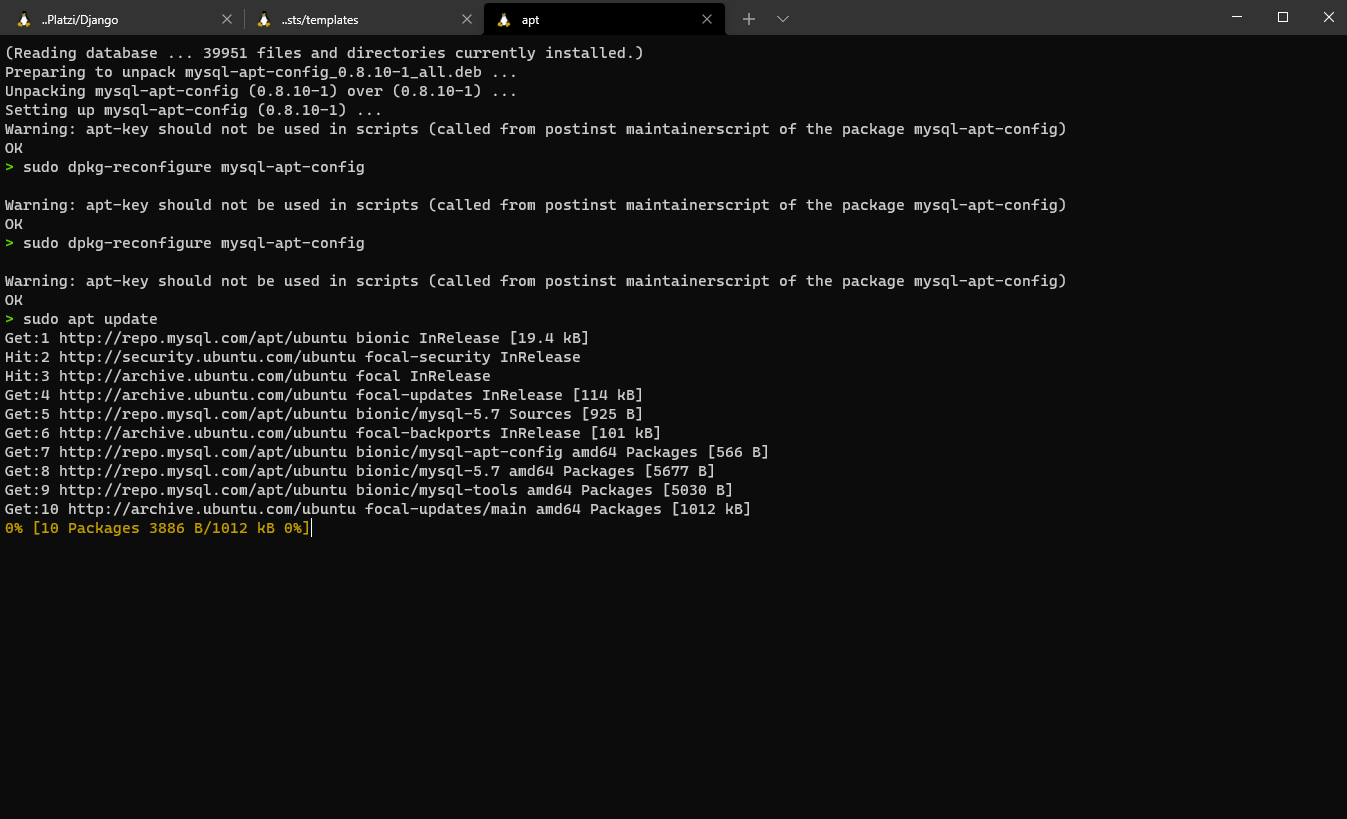 ..Platzi/Django
..sts/templates
apt
(Reading database ... 39951 files and directories currently installed.)
Preparing to unpack mysql-apt-config_0.8.10-1_all.deb ...
Unpacking mysql-apt-config (0.8.10-1) over (0.8.10-1) ...
Setting up mysql-apt-config (0.8.10-1) ...
Warning: apt-key should not be used in scripts (called from postinst maintainerscript of the package mysql-apt-config)
OK
> sudo dpkg-reconfigure mysql-apt-config
Warning: apt-key should not be used in scripts (called from postinst maintainerscript of the package mysql-apt-config)
OK
> sudo dpkg-reconfigure mysql-apt-config
Warning: apt-key should not be used in scripts (called from postinst maintainerscript of the package mysql-apt-config)
OK
> sudo apt update
Get:1 http://repo.mysql.com/apt/ubuntu bionic InRelease [19.4 kB]
Hit:2 http://security.ubuntu.com/ubuntu focal-security InRelease
Hit:3 http://archive.ubuntu.com/ubuntu focal InRelease
Get:4 http://archive.ubuntu.com/ubuntu focal-updates InRelease [114 kB]
Get:5 http://repo.mysql.com/apt/ubuntu bionic/mysql-5.7 Sources [925 B]
Get:6 http://archive.ubuntu.com/ubuntu focal-backports InRelease [101 kB]
Get:7 http://repo.mysql.com/apt/ubuntu bionic/mysql-apt-config amd64 Packages [566 B]
Get:8 http://repo.mysql.com/apt/ubuntu bionic/mysql-5.7 amd64 Packages [5677 B]
Get:9 http://repo.mysql.com/apt/ubuntu bionic/mysql-tools amd64 Packages [5030 B]
Get:10 http://archive.ubuntu.com/ubuntu focal-updates/main amd64 Packages [1012 kB]
0% [10 Packages 3886 B/1012 kB 0%]